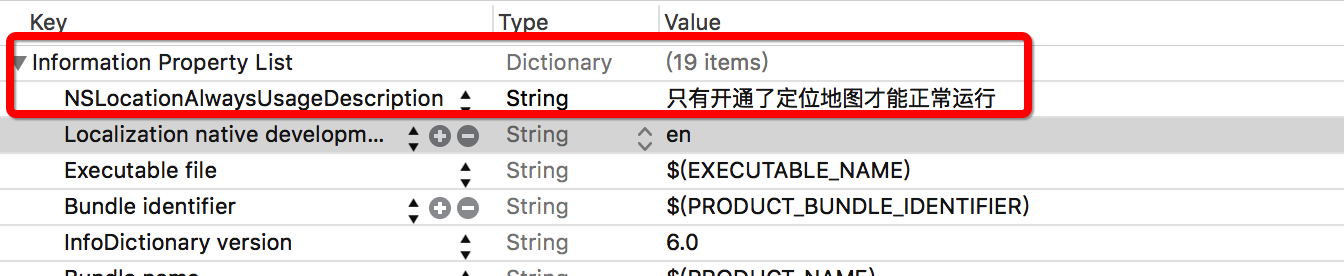 Key Type Value
Information Property List Dictionary (19 items)
NSLocationAlwaysUsageDescription String 只有开通了定位地图才能正常运行
Localization native developm... String en
Executable file String $(EXECUTABLE_NAME)
Bundle identifier String $(PRODUCT_BUNDLE_IDENTIFIER)
InfoDictionary version String 6.0
Bundle name String $(PRODUCT_NAME)